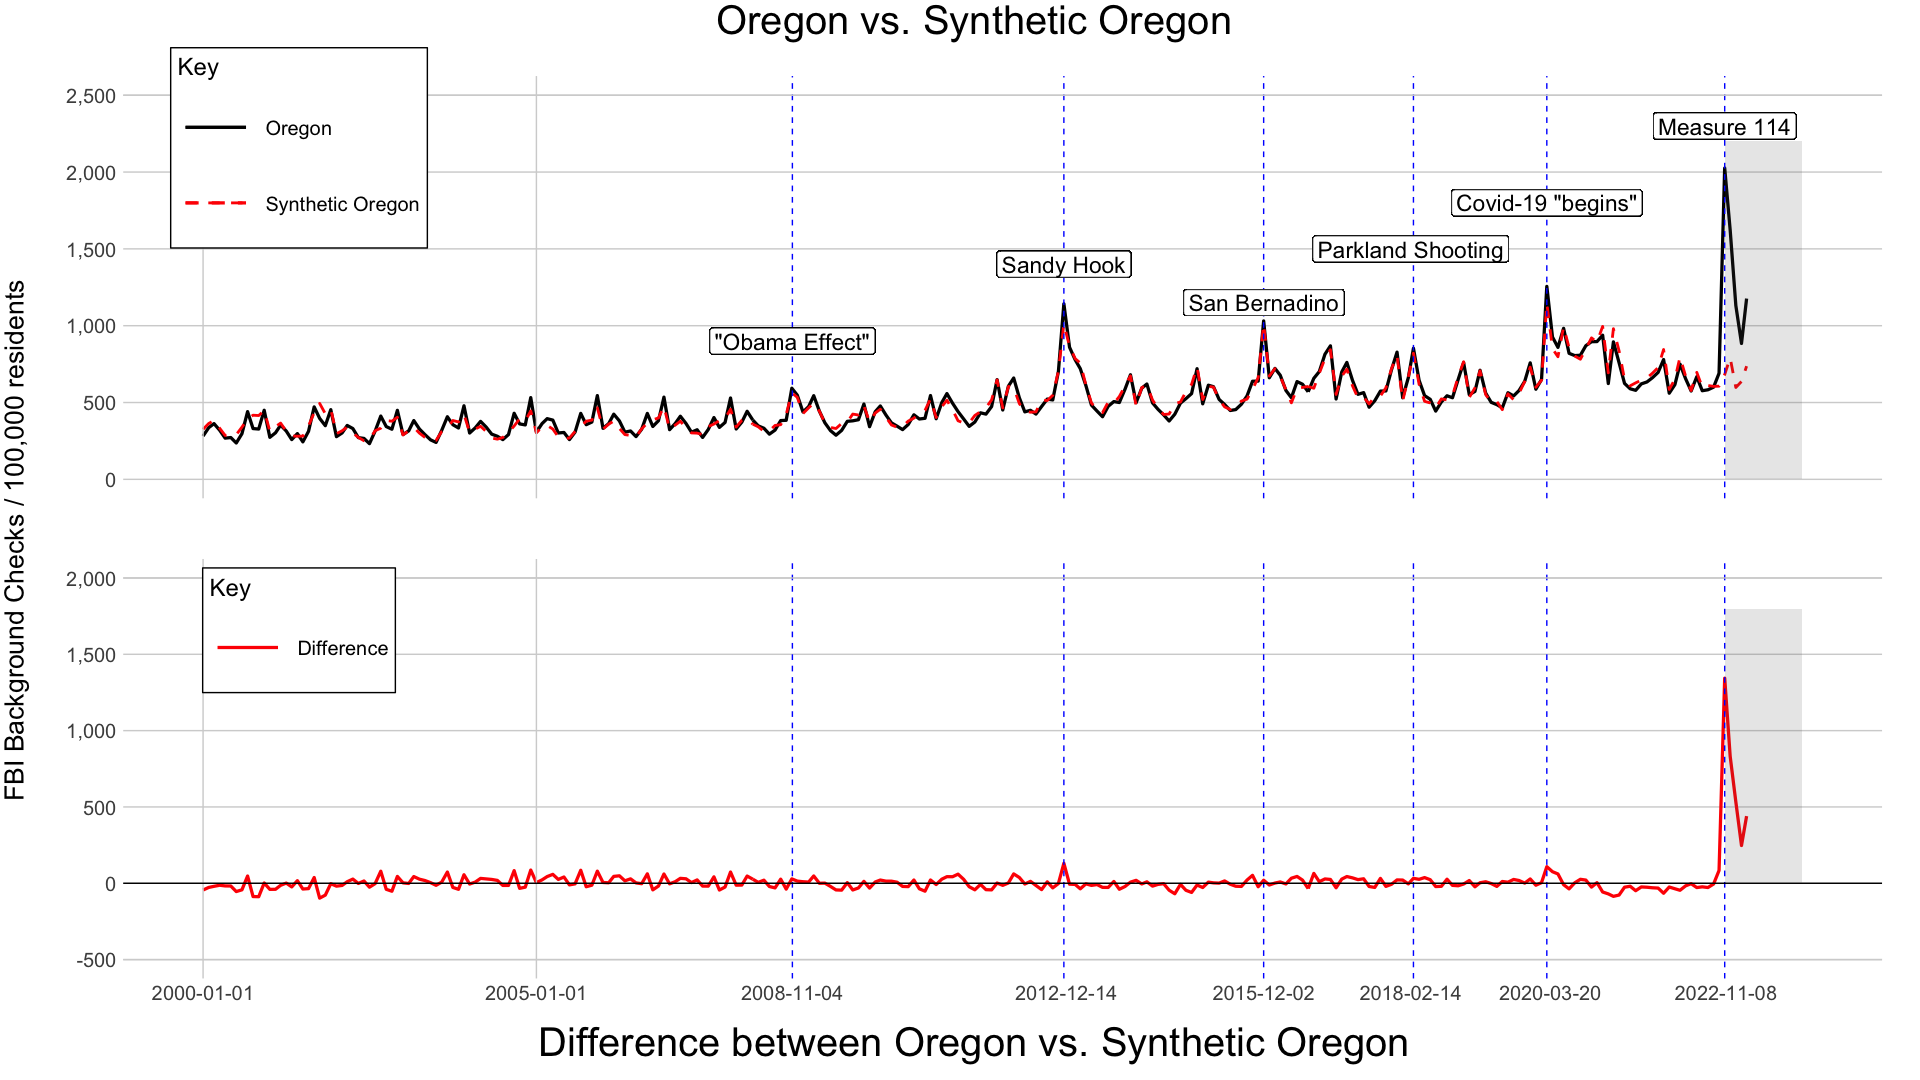 Oregon vs. Synthetic Oregon
Key
Oregon
Synthetic Oregon
2,500
2,000
1,500
1,000
500
0
"Obama Effect"
Sandy Hook
San Bernadino
Parkland Shooting
Covid-19 "begins"
Measure 114
FBI Background Checks / 100,000 residents
Key
Difference
2,000
1,500
1,000
500
0
-500
2000-01-01
2005-01-01
2008-11-04
2012-12-14
2015-12-02
2018-02-14
2020-03-20
2022-11-08
Difference between Oregon vs. Synthetic Oregon